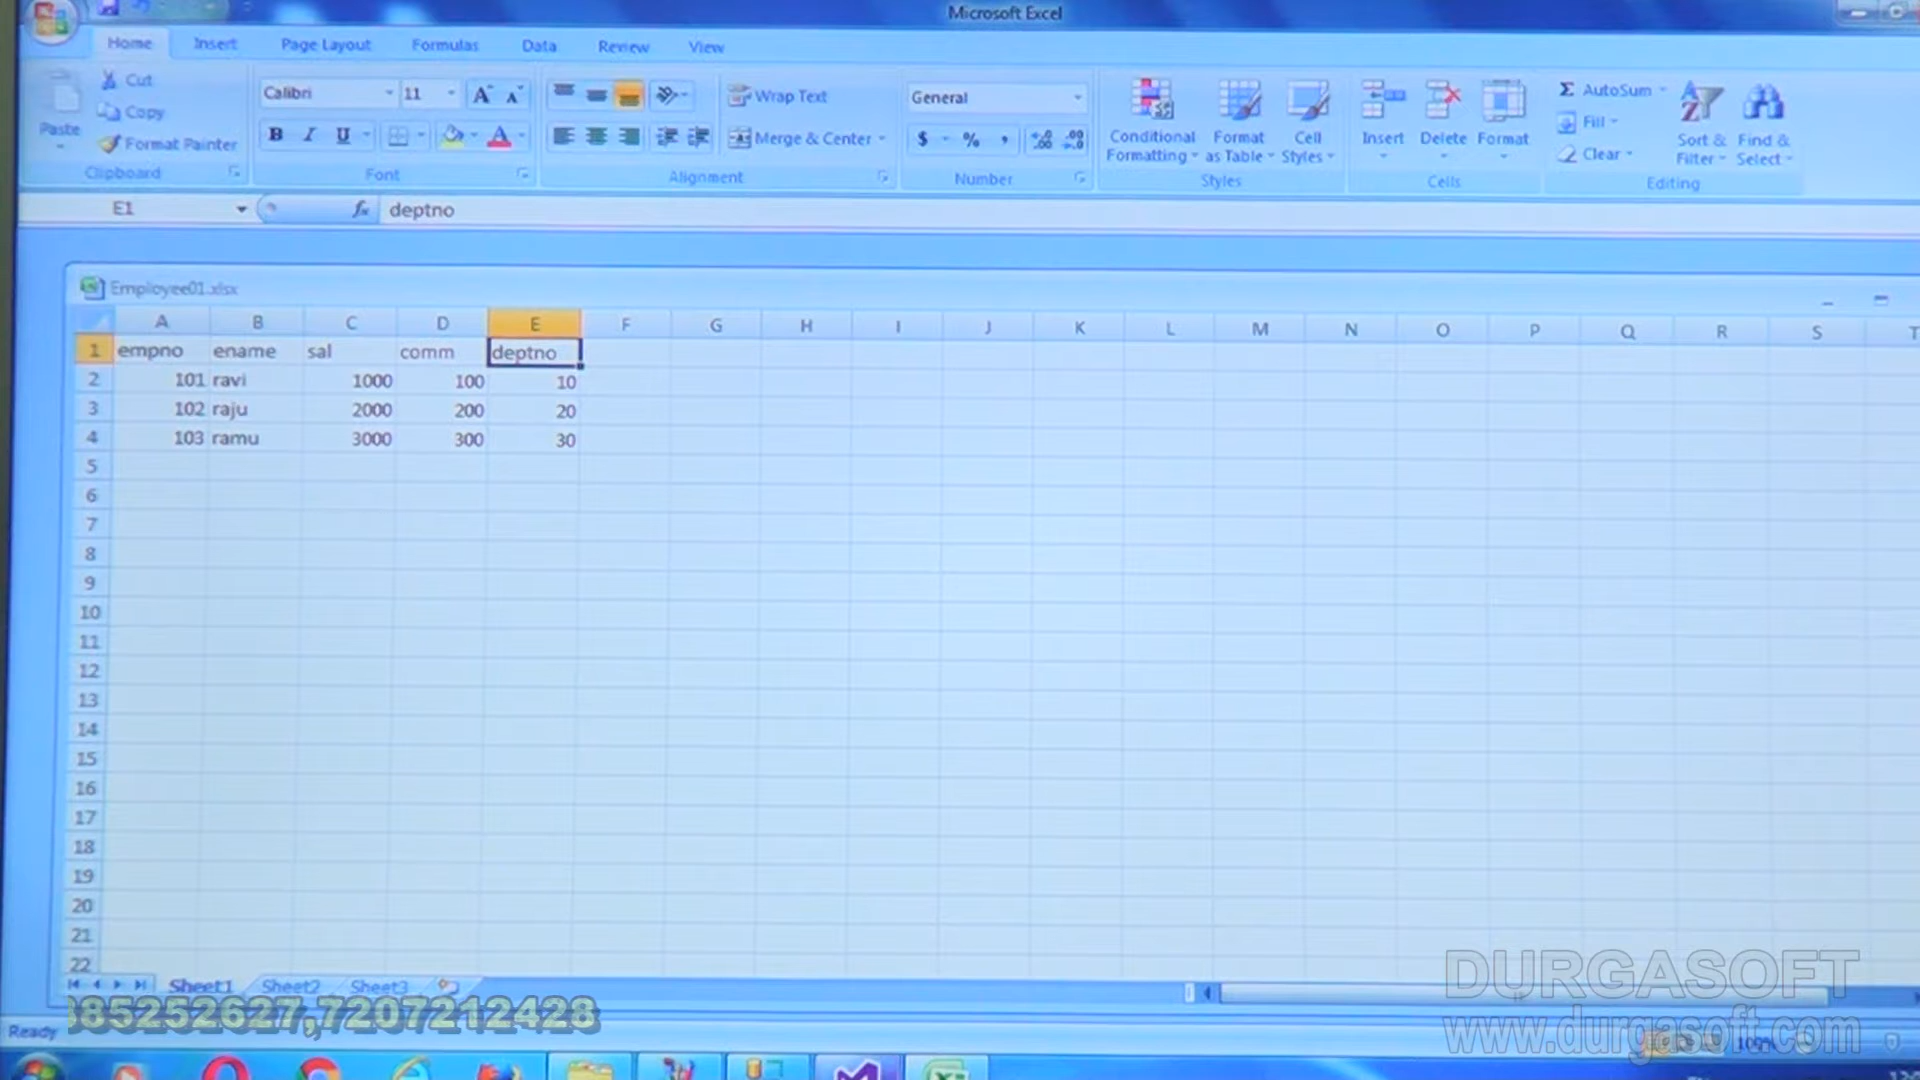 Microsoft Excel
Home Insert Page Layout Formulas Data Review View
Cut
Copy
Paste
Format Painter
Clipboard
Calibri 11
B I U
Font
Wrap Text
Merge & Center
Alignment
General
$ % ,
Number
Conditional Formatting
Format as Table
Cell Styles
Styles
Insert Delete Format
Cells
Σ AutoSum
Fill
Clear
Sort & Filter
Find & Select
Editing
E1 fx deptno
Employee01.xlsx
A B C D E F G H I J K L M N O P Q R S T
1 empno ename sal comm deptno
2 101 ravi 1000 100 10
3 102 raju 2000 200 20
4 103 ramu 3000 300 30
5
6
7
8
9
10
11
12
13
14
15
16
17
18
19
20
21
22
Sheet1 Sheet2 Sheet3
385252627,7207212428
Ready
DURGASOFT
www.durgasoft.com